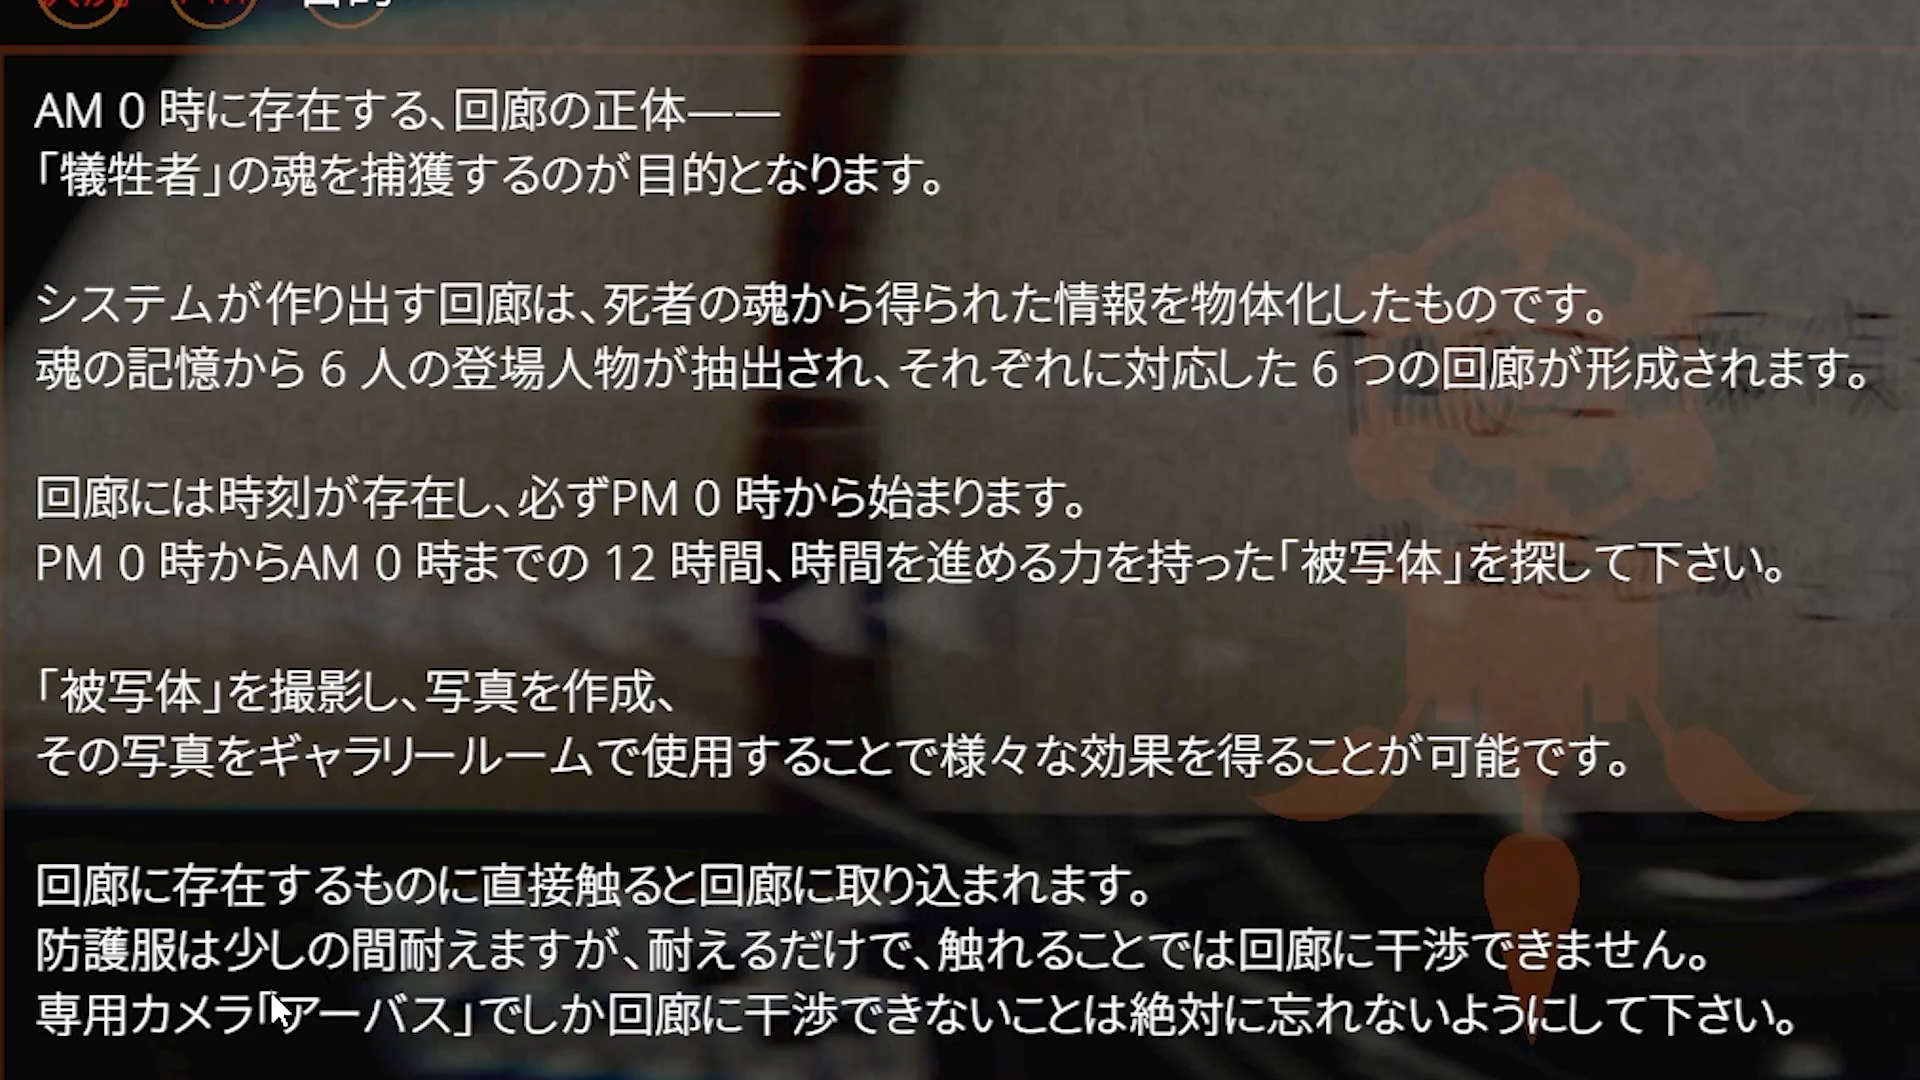 目的
AM 0 時に存在する、回廊の正体――
「犠牲者」の魂を捕獲するのが目的となります。
システムが作り出す回廊は、死者の魂から得られた情報を物体化したものです。
魂の記憶から 6 人の登場人物が抽出され、それぞれに対応した 6 つの回廊が形成されます。
回廊には時刻が存在し、必ずPM 0 時から始まります。
PM 0 時からAM 0 時までの 12 時間、時間を進める力を持った「被写体」を探して下さい。
「被写体」を撮影し、写真を作成、
その写真をギャラリールームで使用することで様々な効果を得ることが可能です。
回廊に存在するものに直接触ると回廊に取り込まれます。
防護服は少しの間耐えますが、耐えるだけで、触れることでは回廊に干渉できません。
専用カメラ「アーバス」でしか回廊に干渉できないことは絶対に忘れないようにして下さい。